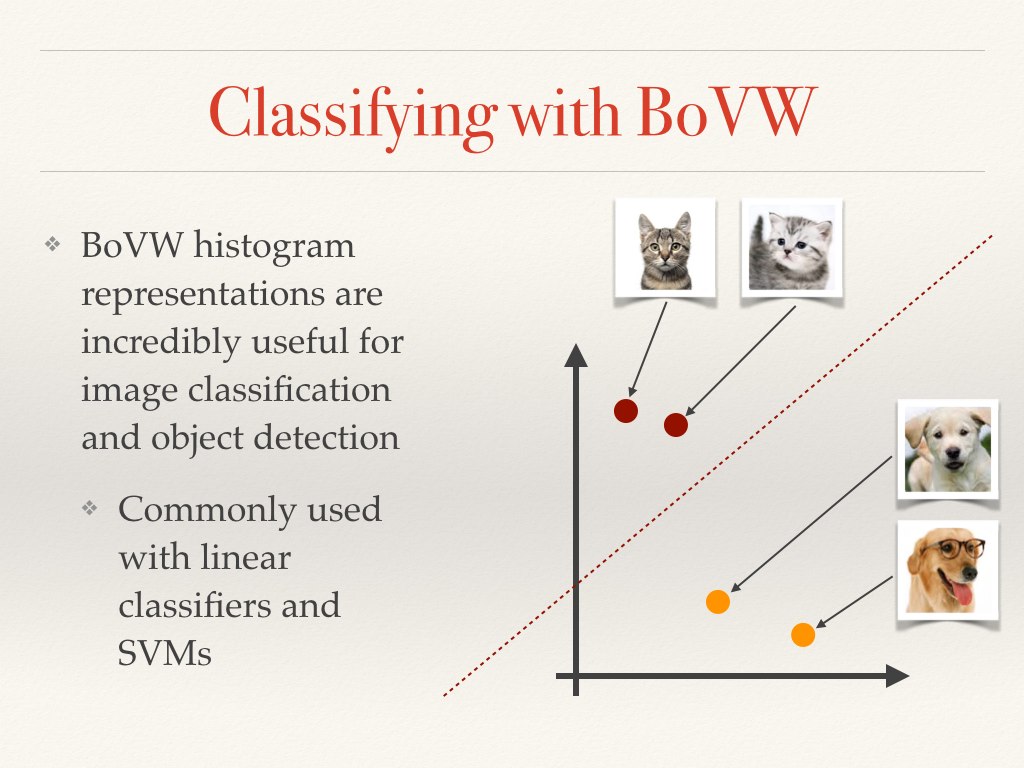 Classifying with BoVW
BoVW histogram
representations are
incredibly useful for
image classification
and object detection
Commonly used
with linear
classifiers and
SVMs